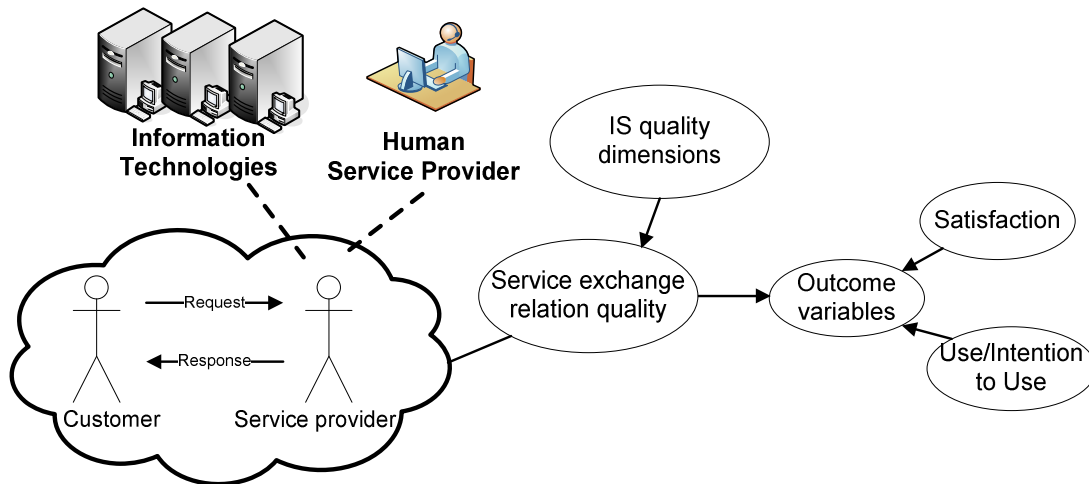 Information
Technologies
Human
Service Provider
IS quality
dimensions
Satisfaction
Service exchange
relation quality
Outcome
variables
Use/Intention
to Use
Request
Response
Customer
Service provider